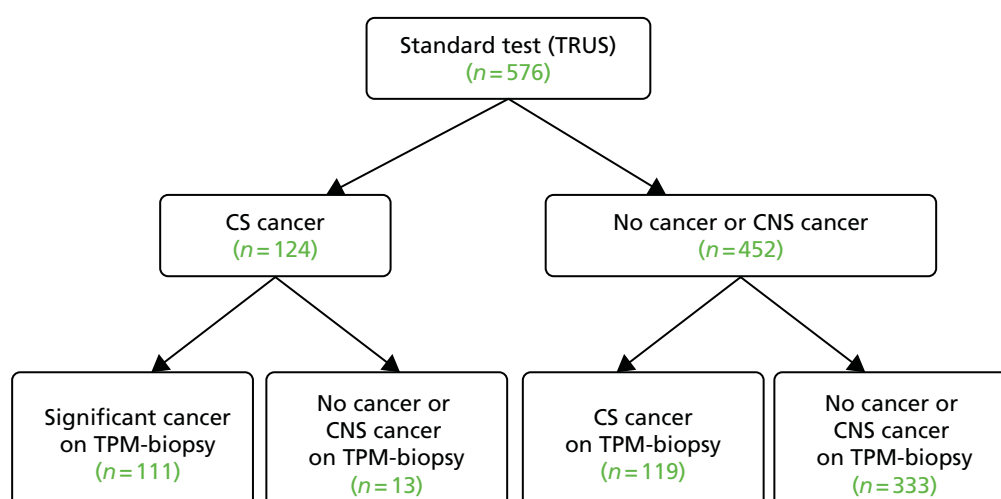 Standard test (TRUS)
(n=576)
CS cancer
(n=124)
No cancer or CNS cancer
(n=452)
Significant cancer
on TPM-biopsy
(n=111)
No cancer or
CNS cancer
on TPM-biopsy
(n=13)
CS cancer
on TPM-biopsy
(n=119)
No cancer or
CNS cancer
on TPM-biopsy
(n=333)